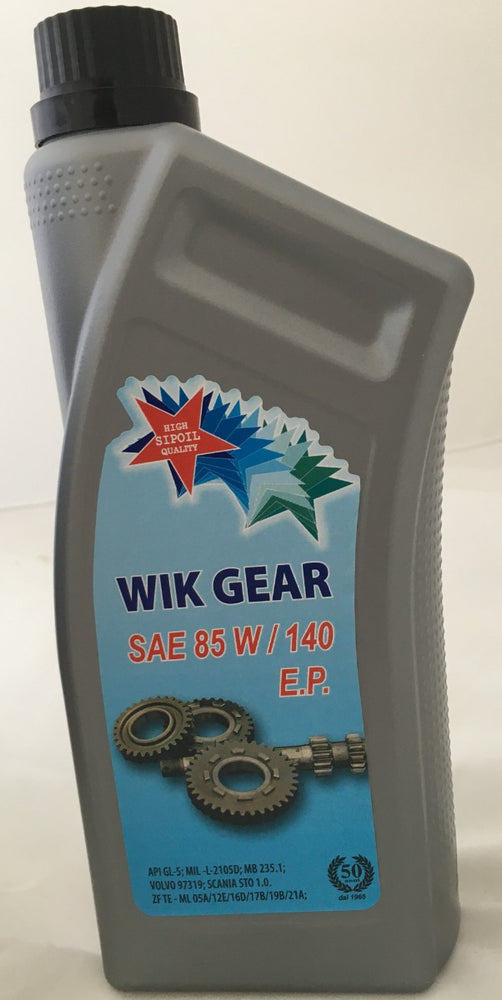 HIGH
SIPOIL
QUALITY
WIK GEAR
SAE 85 W / 140
E.P.
API GL-5; MIL -L-2105D; MB 235.1;
VOLVO 97319; SCANIA STO 1.0.
ZF TE - ML 05A/12E/16D/17B/19B/21A;
50
anni
dal 1965